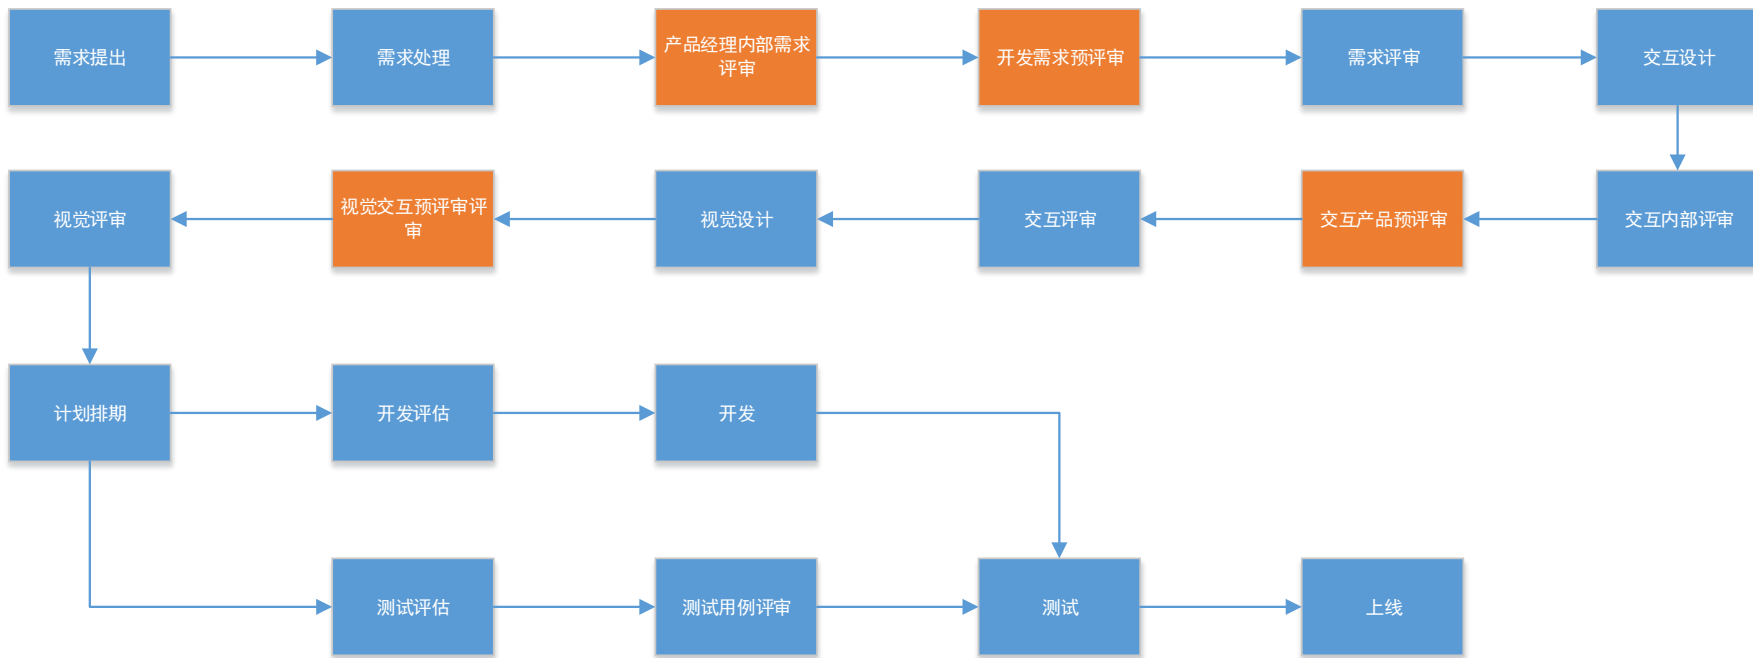 需求提出
需求处理
产品经理内部需求
评审
开发需求预评审
需求评审
交互设计
视觉评审
视觉交互预评审评
审
视觉设计
交互评审
交互产品预评审
交互内部评审
计划排期
开发评估
开发
测试评估
测试用例评审
测试
上线